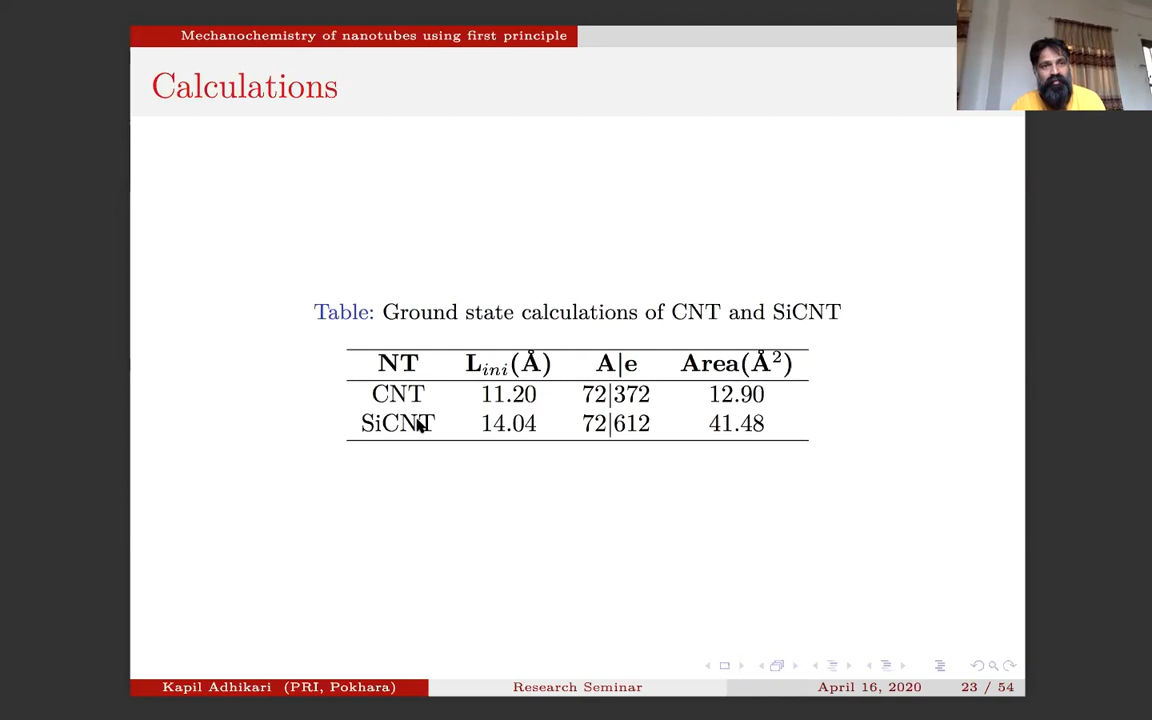 Mechanochemistry of nanotubes using first principle
Calculations
Table: Ground state calculations of CNT and SiCNT
NT L_ini(Å) A|e Area(Å²)
CNT 11.20 72|372 12.90
SiCNT 14.04 72|612 41.48
Kapil Adhikari (PRI, Pokhara) Research Seminar April 16, 2020 23 / 54